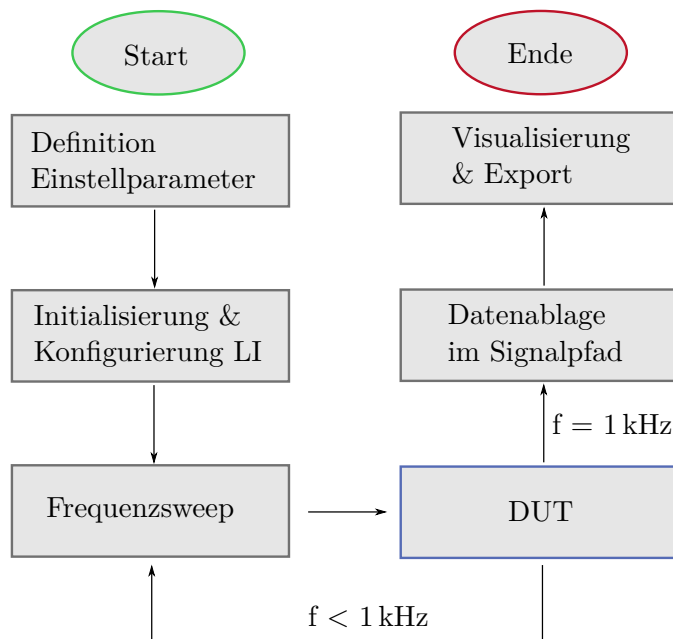 Start
Ende
Definition
Einstellparameter
Visualisierung
& Export
Initialisierung &
Konfigurierung LI
Datenablage
im Signalpfad
f = 1 kHz
Frequenzsweep
DUT
f < 1 kHz